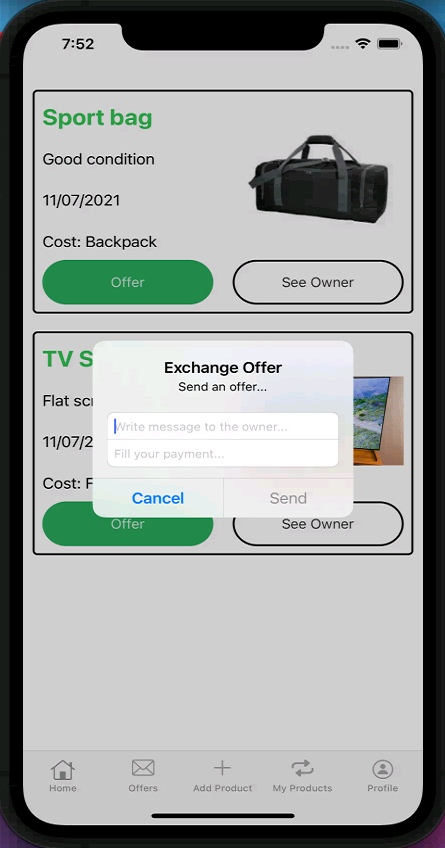 7:52
Sport bag
Good condition
11/07/2021
Cost: Backpack
Offer
See Owner
TV S
Flat scr
11/07/2
Cost: F
Offer
See Owner
Exchange Offer
Send an offer...
Write message to the owner...
Fill your payment...
Cancel
Send
Home
Offers
Add Product
My Products
Profile